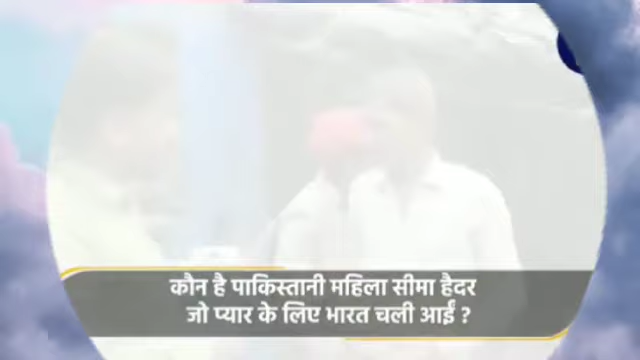 कौन है पाकिस्तानी महिला सीमा हैदर
जो प्यार के लिए भारत चली आईं ?